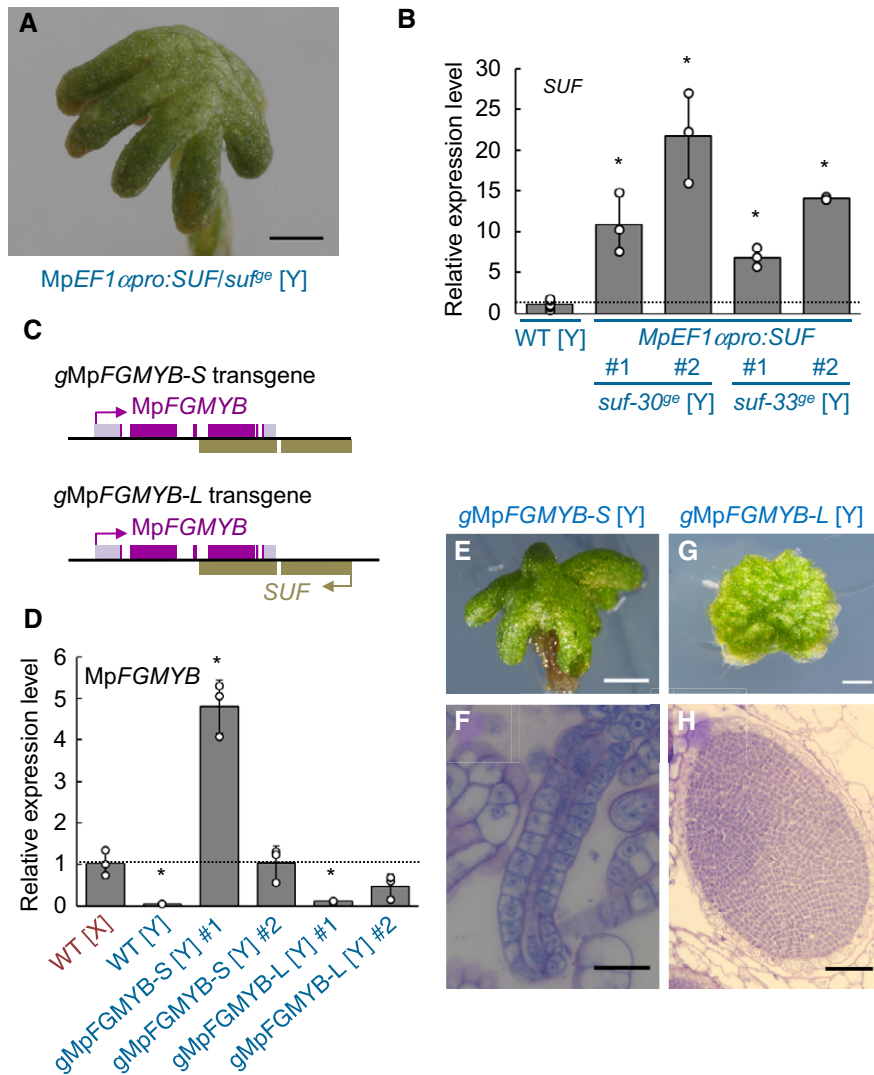 A
MpEF1αpro:SUF/sufge [Y]
B
Relative expression level
30
25
20
15
10
5
0
SUF
*
*
*
*
WT [Y]
MpEF1αpro:SUF
#1 #2 #1 #2
suf-30ge [Y] suf-33ge [Y]
C
gMpFGMYB-S transgene
MpFGMYB
gMpFGMYB-L transgene
MpFGMYB
SUF
D
Relative expression level
6
5
4
3
2
1
0
MpFGMYB
*
*
*
WT [X]
WT [Y]
gMpFGMYB-S [Y] #1
gMpFGMYB-S [Y] #2
gMpFGMYB-L [Y] #1
gMpFGMYB-L [Y] #2
gMpFGMYB-S [Y] gMpFGMYB-L [Y]
E G
F H